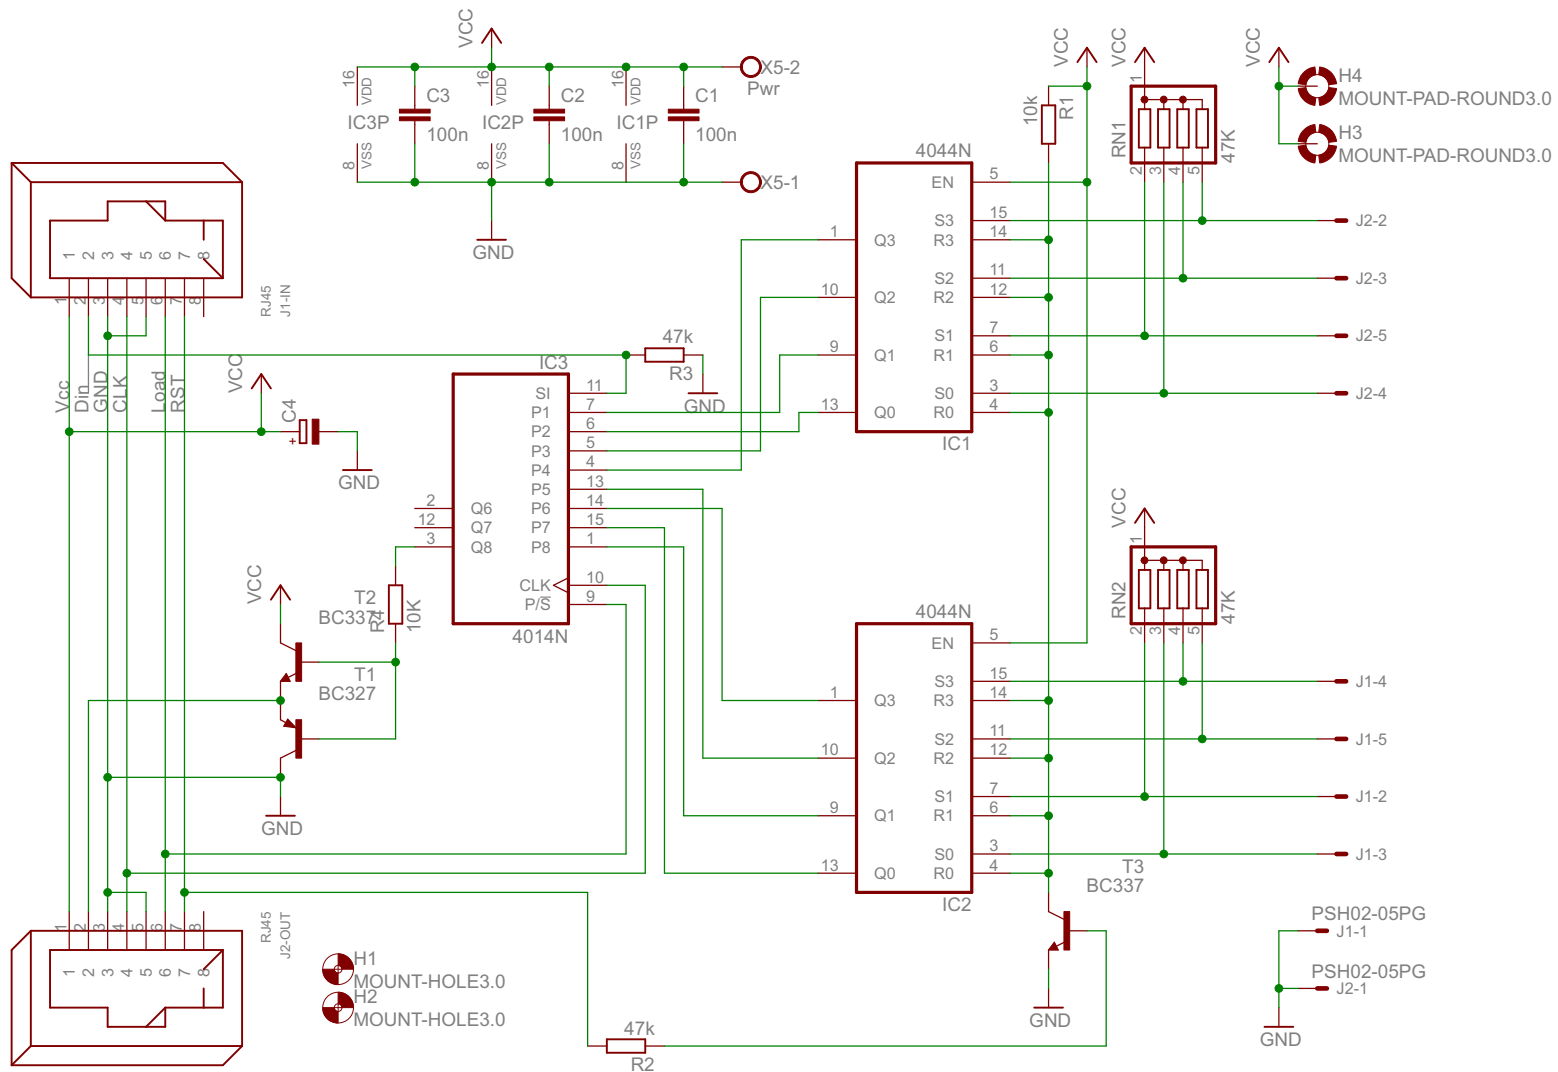 VCC
16 VDD
IC3P
8 VSS
C3
100n
16 VDD
IC2P
8 VSS
C2
100n
16 VDD
IC1P
8 VSS
C1
100n
X5-2
Pwr
X5-1
GND
VCC
10k
R1
VCC
1
RN1
47K
2 3 4 5
VCC
H4
MOUNT-PAD-ROUND3.0
H3
MOUNT-PAD-ROUND3.0
1 2 3 4 5 6 7 8
1 2 3 4 5 6 7 8
RJ45
J1-IN
Vcc
Din
GND
CLK
Load
RST
VCC
C4
+
GND
4044N
EN 5
S3 15
R3 14
S2 11
R2 12
S1 7
R1 6
S0 3
R0 4
1 Q3
10 Q2
9 Q1
13 Q0
IC1
J2-2
J2-3
J2-5
J2-4
47k
R3
GND
IC3
SI 11
P1 7
P2 6
P3 5
P4 4
P5 13
P6 14
P7 15
P8 1
CLK 10
P/S 9
2 Q6
12 Q7
3 Q8
4014N
VCC
T2
BC337
R4
10K
T1
BC327
GND
VCC
1
RN2
47K
2 3 4 5
4044N
EN 5
S3 15
R3 14
S2 11
R2 12
S1 7
R1 6
S0 3
R0 4
1 Q3
10 Q2
9 Q1
13 Q0
IC2
J1-4
J1-5
J1-2
J1-3
T3
BC337
GND
1 2 3 4 5 6 7 8
1 2 3 4 5 6 7 8
RJ45
J2-OUT
H1
MOUNT-HOLE3.0
H2
MOUNT-HOLE3.0
47k
R2
PSH02-05PG
J1-1
PSH02-05PG
J2-1
GND